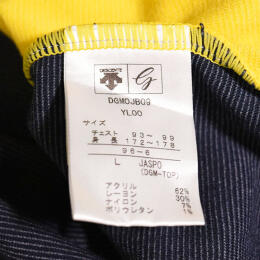 DESCENTE
DGMOJB09
YL00
サイズ
チェスト 93 ~ 99
身長 172 ~ 178
96-6
L JASPO
(DGM-TOP)
アクリル 62%
レーヨン 30%
ナイロン 7%
ポリウレタン 1%